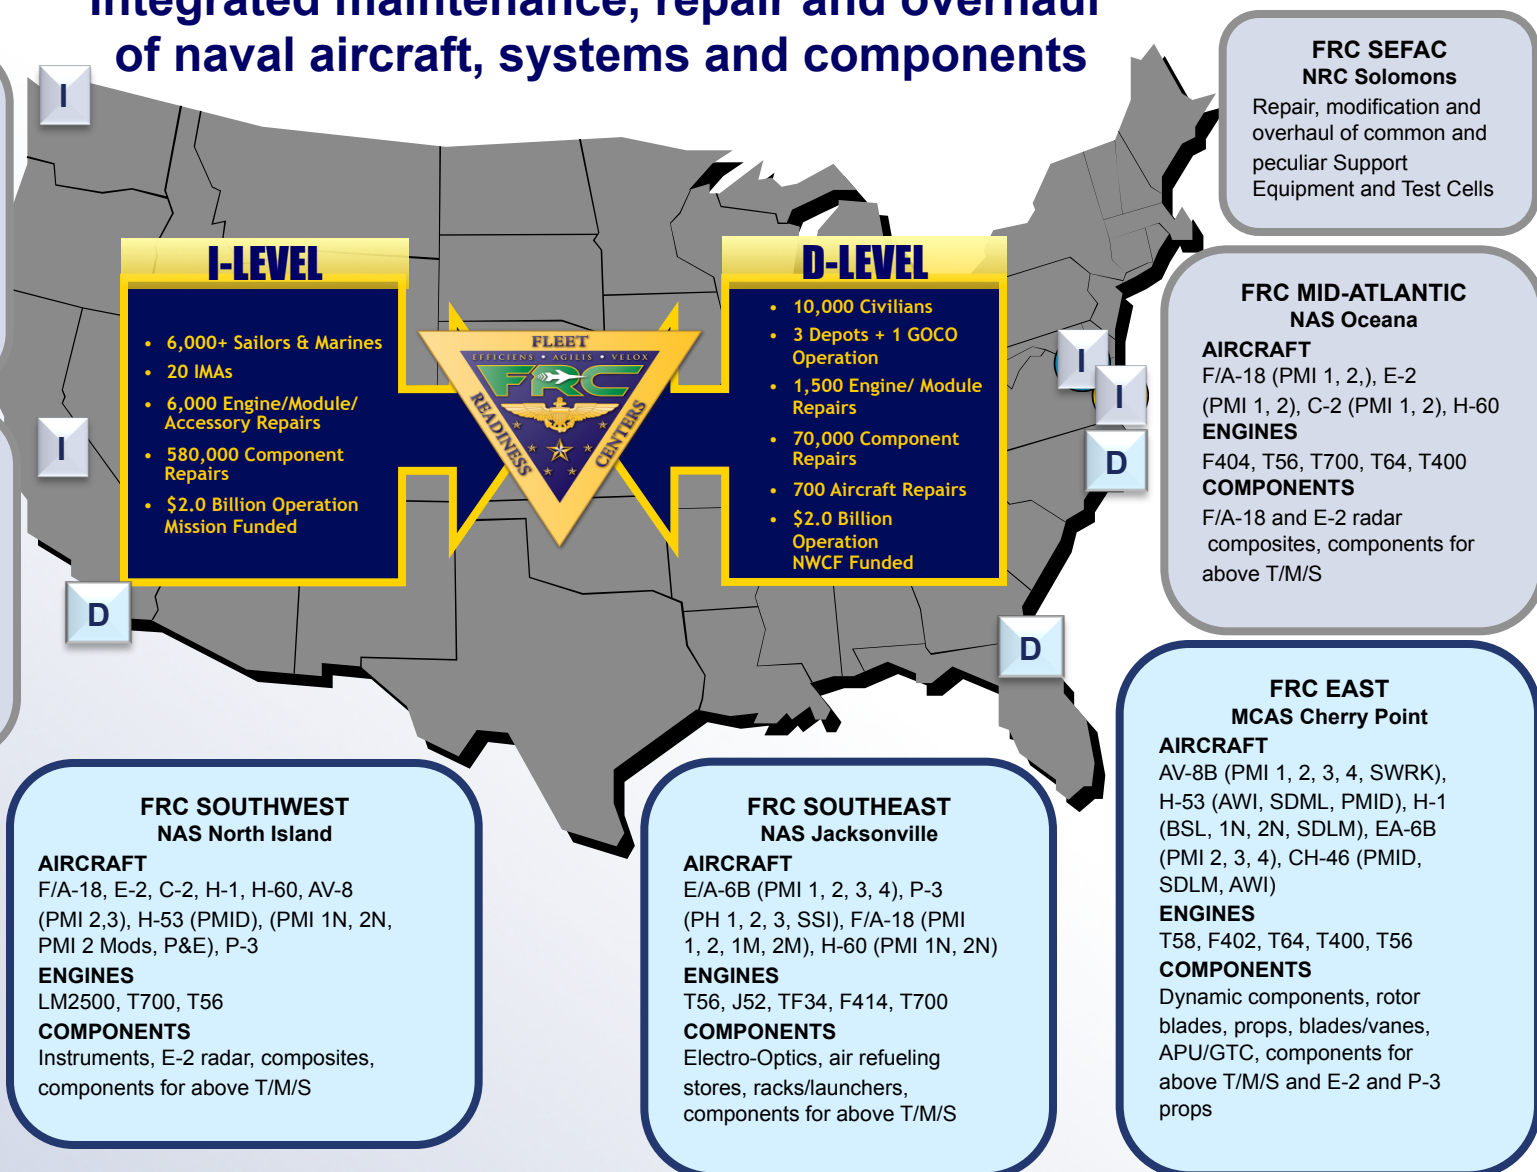 integrated maintenance, repair and overhaul
of naval aircraft, systems and components
I
I
D
I
I
D
D
I-LEVEL
• 6,000+ Sailors & Marines
• 20 IMAs
• 6,000 Engine/Module/
Accessory Repairs
• 580,000 Component
Repairs
• $2.0 Billion Operation
Mission Funded
FLEET
EFFICIENS • AGILIS • VELOX
FRC
READINESS
CENTERS
D-LEVEL
• 10,000 Civilians
• 3 Depots + 1 GOCO
Operation
• 1,500 Engine/ Module
Repairs
• 70,000 Component
Repairs
• 700 Aircraft Repairs
• $2.0 Billion
Operation
NWCF Funded
FRC SEFAC
NRC Solomons
Repair, modification and
overhaul of common and
peculiar Support
Equipment and Test Cells
FRC MID-ATLANTIC
NAS Oceana
AIRCRAFT
F/A-18 (PMI 1, 2,), E-2
(PMI 1, 2), C-2 (PMI 1, 2), H-60
ENGINES
F404, T56, T700, T64, T400
COMPONENTS
F/A-18 and E-2 radar
composites, components for
above T/M/S
FRC SOUTHWEST
NAS North Island
AIRCRAFT
F/A-18, E-2, C-2, H-1, H-60, AV-8
(PMI 2,3), H-53 (PMID), (PMI 1N, 2N,
PMI 2 Mods, P&E), P-3
ENGINES
LM2500, T700, T56
COMPONENTS
Instruments, E-2 radar, composites,
components for above T/M/S
FRC SOUTHEAST
NAS Jacksonville
AIRCRAFT
E/A-6B (PMI 1, 2, 3, 4), P-3
(PH 1, 2, 3, SSI), F/A-18 (PMI
1, 2, 1M, 2M), H-60 (PMI 1N, 2N)
ENGINES
T56, J52, TF34, F414, T700
COMPONENTS
Electro-Optics, air refueling
stores, racks/launchers,
components for above T/M/S
FRC EAST
MCAS Cherry Point
AIRCRAFT
AV-8B (PMI 1, 2, 3, 4, SWRK),
H-53 (AWI, SDML, PMID), H-1
(BSL, 1N, 2N, SDLM), EA-6B
(PMI 2, 3, 4), CH-46 (PMID,
SDLM, AWI)
ENGINES
T58, F402, T64, T400, T56
COMPONENTS
Dynamic components, rotor
blades, props, blades/vanes,
APU/GTC, components for
above T/M/S and E-2 and P-3
props